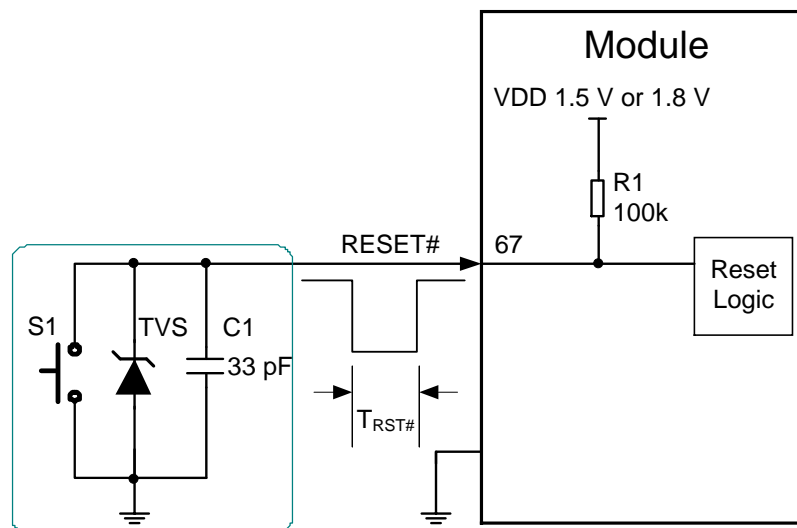 Module
VDD 1.5 V or 1.8 V
R1
100k
RESET#
67
Reset
Logic
S1
TVS
C1
33 pF
TRST#